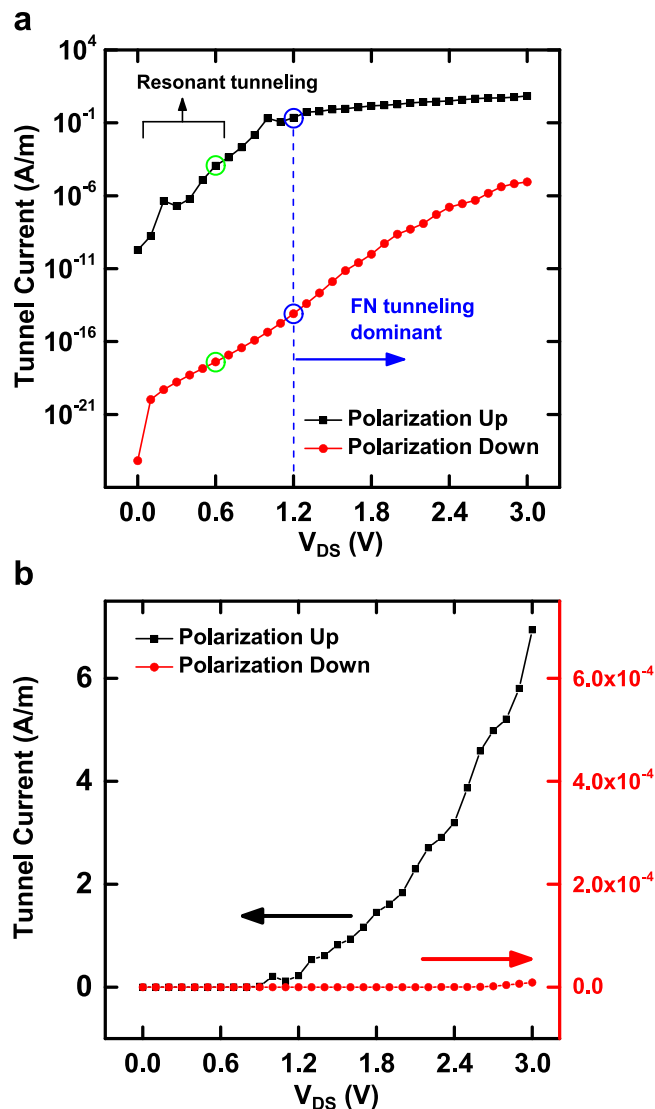 a
10⁴
10⁻¹
10⁻⁶
10⁻¹¹
10⁻¹⁶
10⁻²¹
Tunnel Current (A/m)
Resonant tunneling
FN tunneling
dominant
Polarization Up
Polarization Down
0.0 0.6 1.2 1.8 2.4 3.0
V_DS (V)
b
Polarization Up
Polarization Down
6
4
2
0
Tunnel Current (A/m)
6.0x10⁻⁴
4.0x10⁻⁴
2.0x10⁻⁴
0.0
0.0 0.6 1.2 1.8 2.4 3.0
V_DS (V)